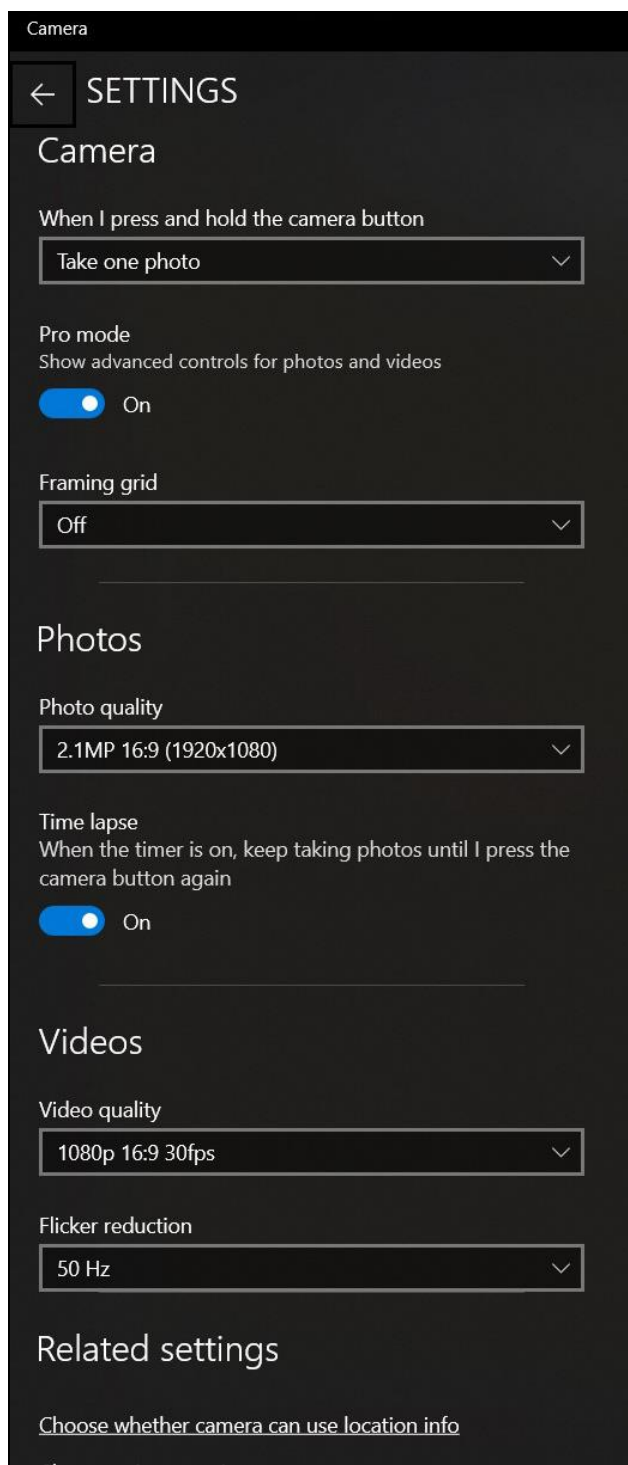 Camera
SETTINGS
Camera
When I press and hold the camera button
Take one photo
Pro mode
Show advanced controls for photos and videos
On
Framing grid
Off
Photos
Photo quality
2.1MP 16:9 (1920x1080)
Time lapse
When the timer is on, keep taking photos until I press the
camera button again
On
Videos
Video quality
1080p 16:9 30fps
Flicker reduction
50 Hz
Related settings
Choose whether camera can use location info